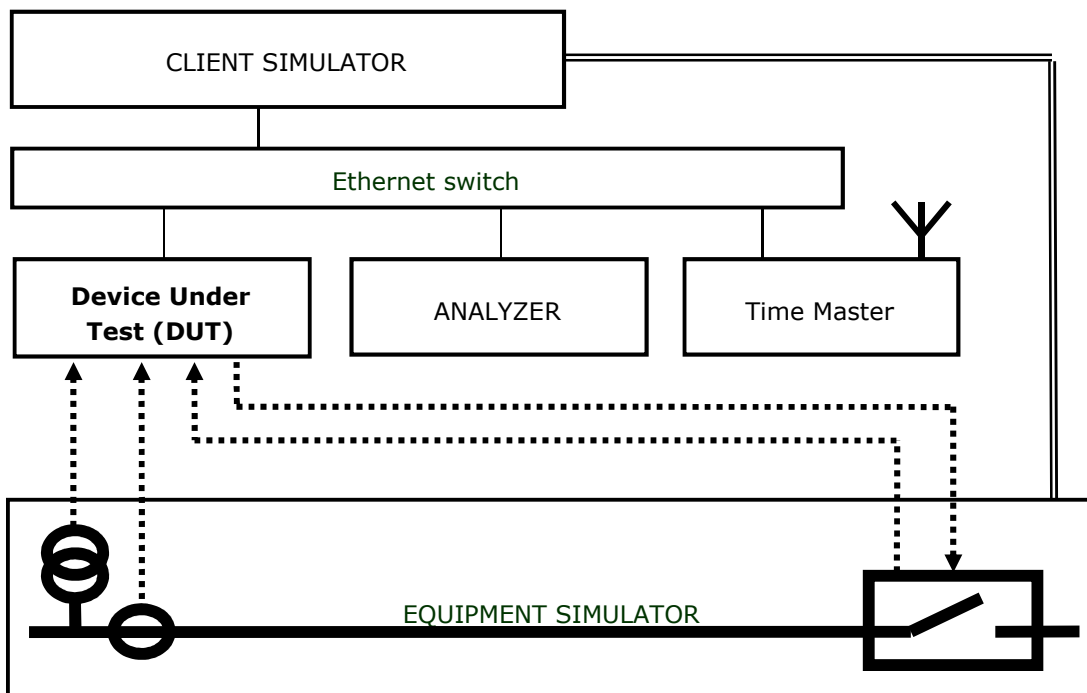 CLIENT SIMULATOR
Ethernet switch
Device Under
Test (DUT)
ANALYZER
Time Master
EQUIPMENT SIMULATOR